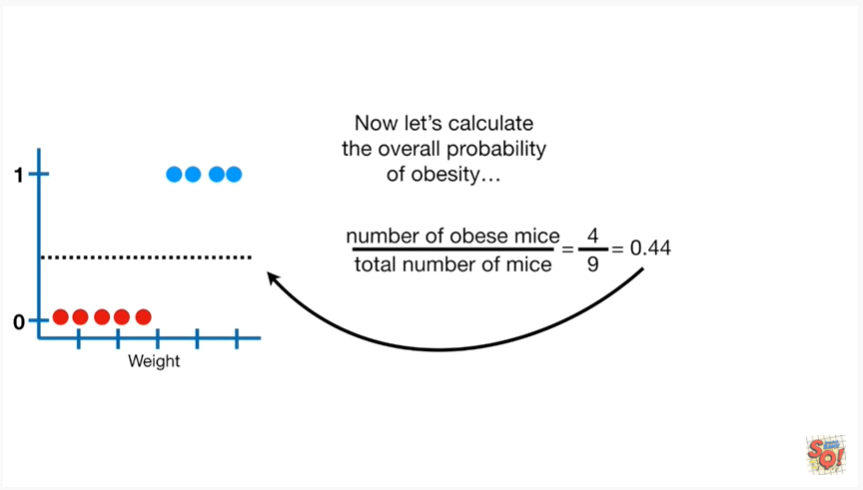 Now let's calculate
the overall probability
of obesity…
1
number of obese mice
total number of mice
= 4/9 = 0.44
0
Weight
SQ!